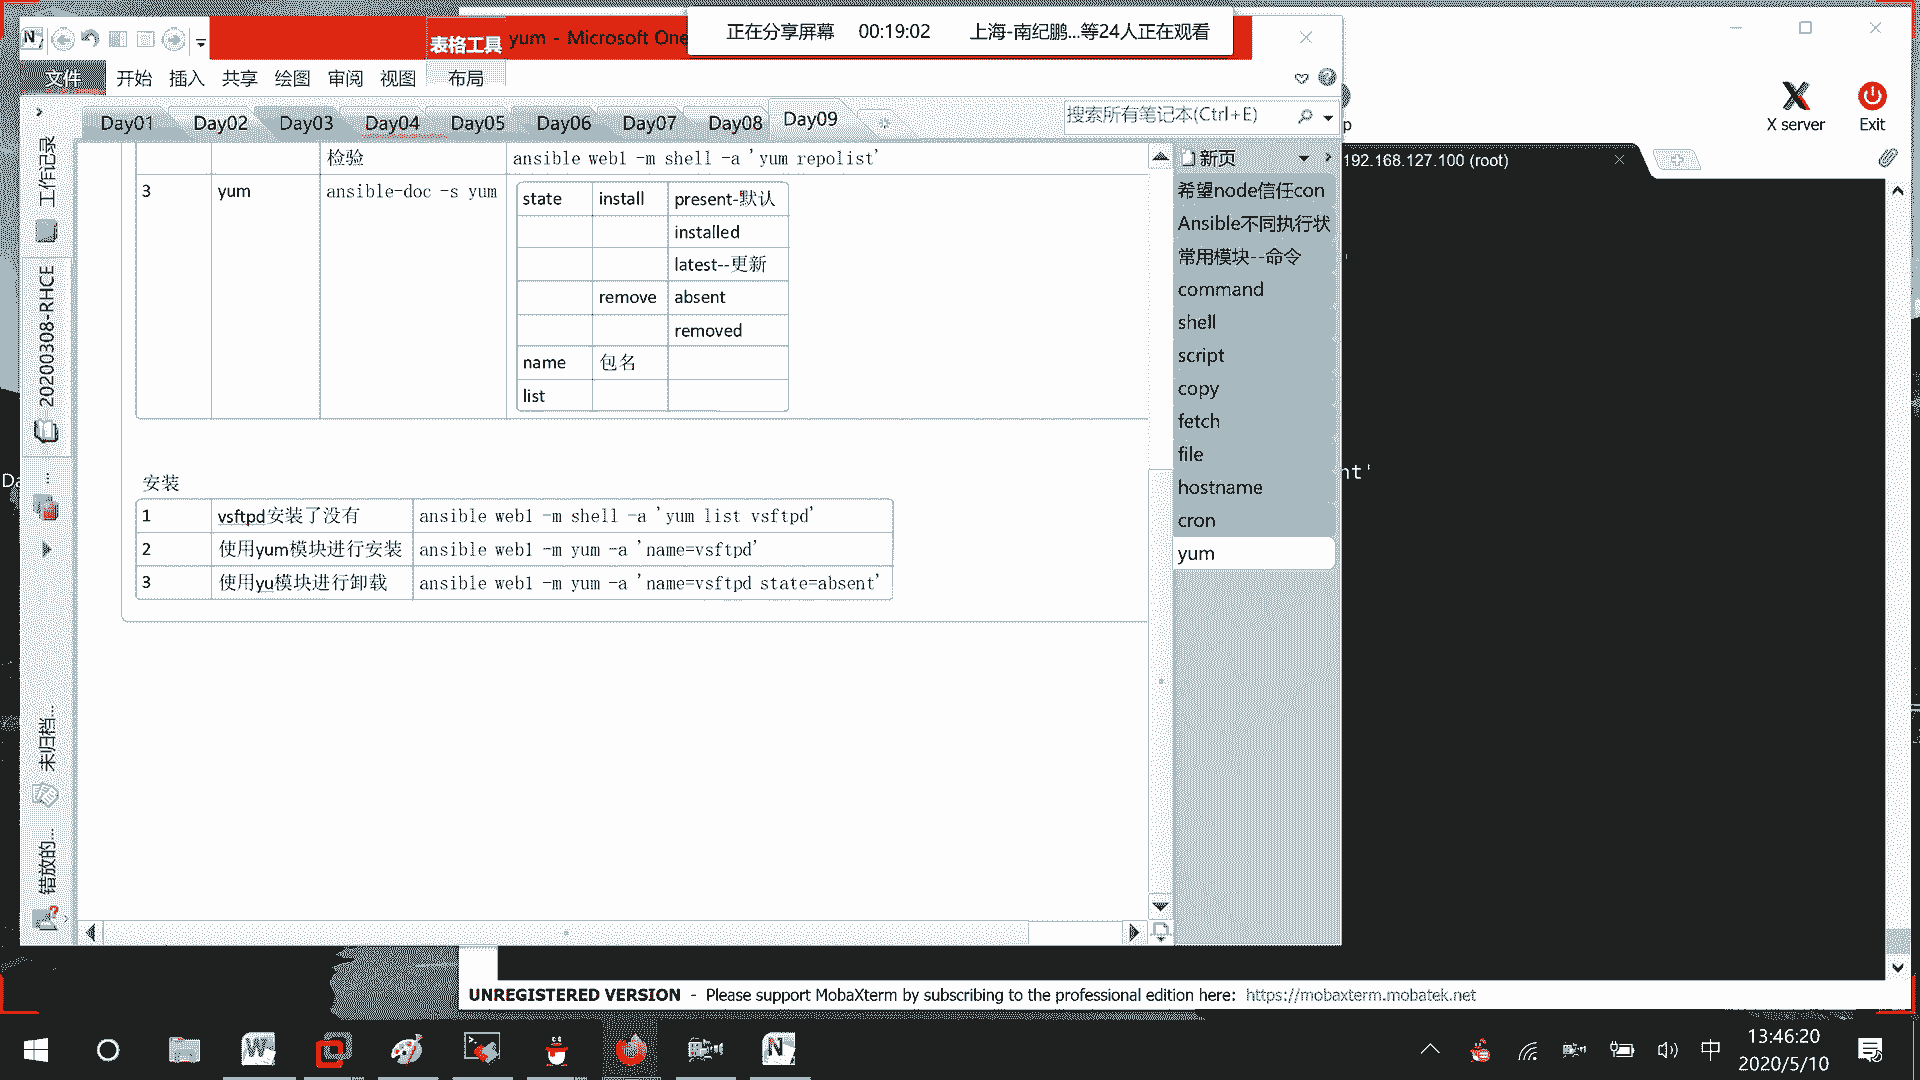 正在分享屏幕 00:19:02 上海-南纪鹏...等24人正在观看
表格工具 yum - Microsoft One
文件 开始 插入 共享 绘图 审阅 视图 布局
X server Exit
Day01 Day02 Day03 Day04 Day05 Day06 Day07 Day08 Day09
搜索所有笔记本(Ctrl+E)
工作记录
20200308-RHCE
...
未归档...
错放的...
检验 ansible web1 -m shell -a 'yum repolist'
3 yum ansible-doc -s yum
state install present-默认
installed
latest--更新
remove absent
removed
name 包名
list
安装
1 vsftpd安装了没有 ansible web1 -m shell -a 'yum list vsftpd'
2 使用yum模块进行安装 ansible web1 -m yum -a 'name=vsftpd'
3 使用yu模块进行卸载 ansible web1 -m yum -a 'name=vsftpd state=absent'
新页
希望node信任con
Ansible不同执行状
常用模块--命令
command
shell
script
copy
fetch
file
hostname
cron
yum
192.168.127.100 (root)
nt'
UNREGISTERED VERSION - Please support MobaXterm by subscribing to the professional edition here: https://mobaxterm.mobatek.net
中
13:46:20
2020/5/10